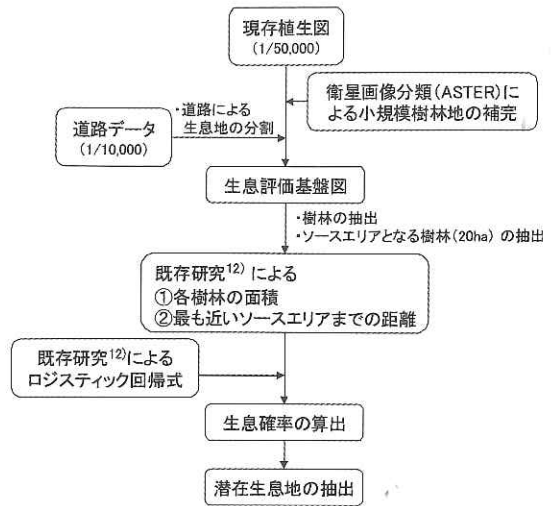 現存植生図
(1/50,000)
衛星画像分類(ASTER)に
よる小規模樹林地の補完
・道路による
生息地の分割
道路データ
(1/10,000)
生息評価基盤図
・樹林の抽出
・ソースエリアとなる樹林(20ha) の抽出
既存研究12) による
①各樹林の面積
②最も近いソースエリアまでの距離
既存研究12)による
ロジスティック回帰式
生息確率の算出
潜在生息地の抽出